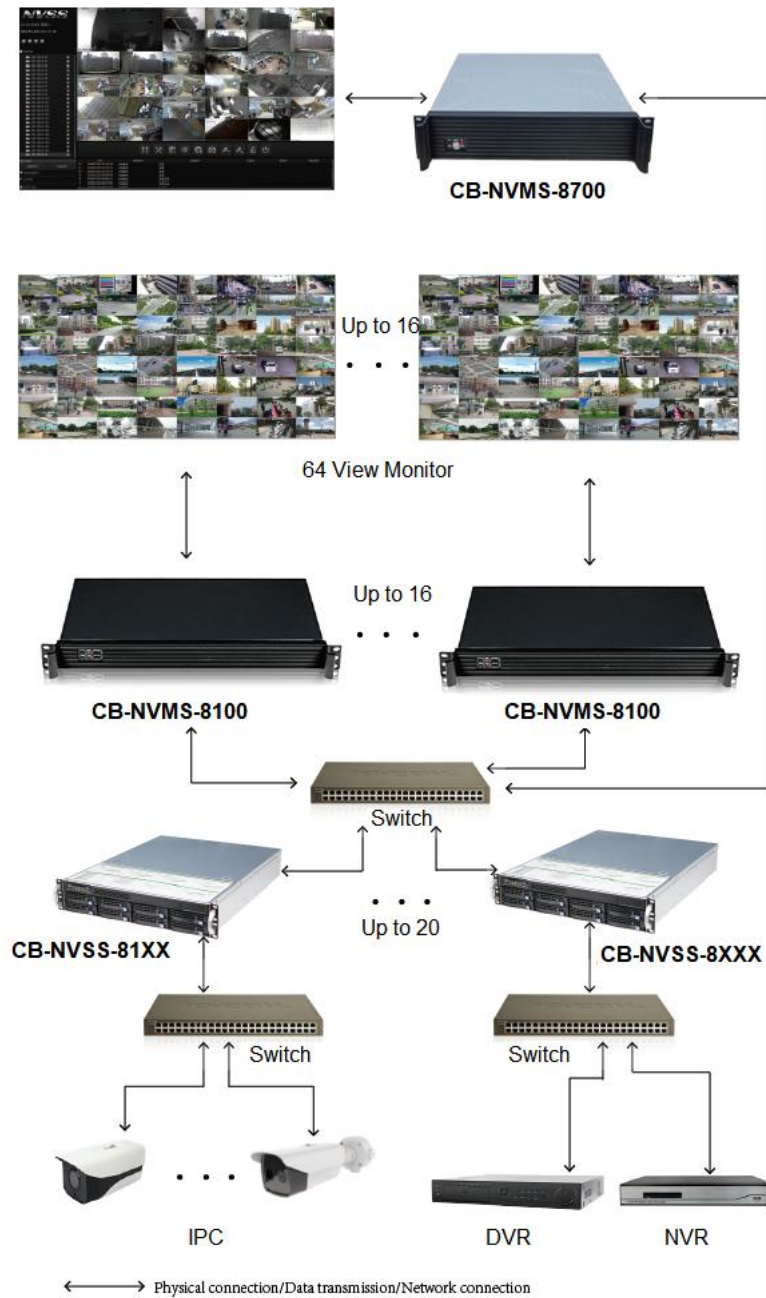 NVSS
CB-NVMS-8700
Up to 16
64 View Monitor
Up to 16
CB-NVMS-8100
CB-NVMS-8100
Switch
Up to 20
CB-NVSS-81XX
CB-NVSS-8XXX
Switch
Switch
IPC
DVR
NVR
Physical connection/Data transmission/Network connection